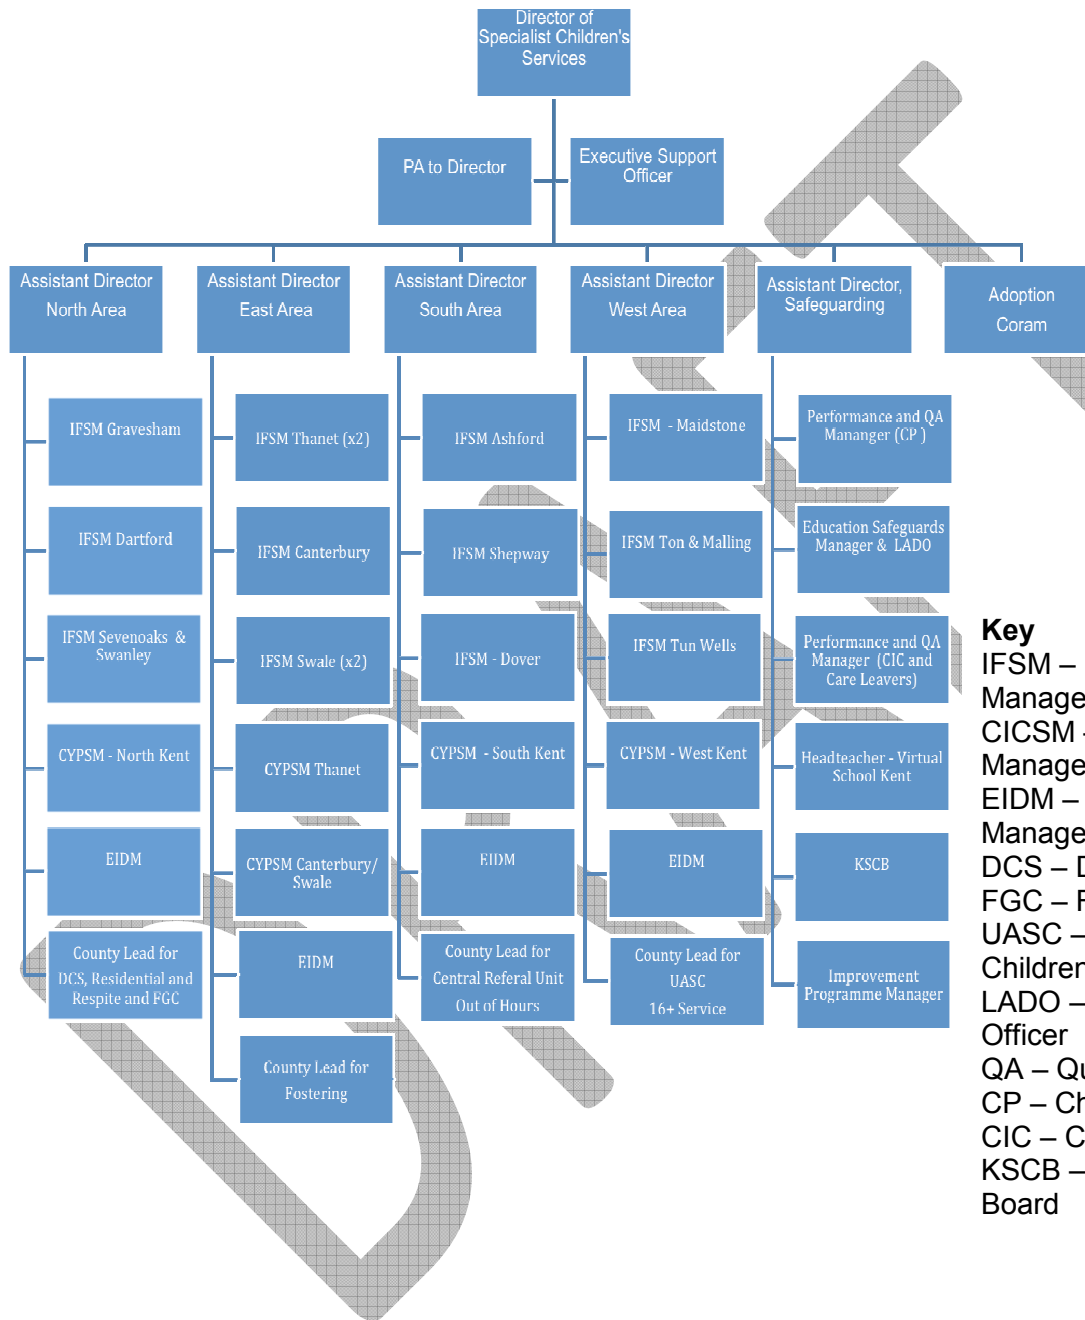 Director of
Specialist Children's
Services
PA to Director
Executive Support
Officer
Assistant Director
North Area
Assistant Director
East Area
Assistant Director
South Area
Assistant Director
West Area
Assistant Director,
Safeguarding
Adoption
Coram
IFSM Gravesham
IFSM Dartford
IFSM Sevenoaks &
Swanley
CYPSM - North Kent
EIDM
County Lead for
DCS, Residential and
Respite and FGC
IFSM Thanet (x2)
IFSM Canterbury
IFSM Swale (x2)
CYPSM Thanet
CYPSM Canterbury/
Swale
EIDM
County Lead for
Fostering
IFSM Ashford
IFSM Shepway
IFSM - Dover
CYPSM - South Kent
EIDM
County Lead for
Central Referal Unit
Out of Hours
IFSM - Maidstone
IFSM Ton & Malling
IFSM Tun Wells
CYPSM - West Kent
EIDM
County Lead for
UASC
16+ Service
Performance and QA
Mananger (CP )
Education Safeguards
Manager & LADO
Performance and QA
Manager (CIC and
Care Leavers)
Headteacher - Virtual
School Kent
KSCB
Improvement
Programme Manager
Key
IFSM –
Manage
CICSM -
Manage
EIDM –
Manage
DCS – D
FGC – F
UASC –
Children
LADO –
Officer
QA – Qu
CP – Ch
CIC – C
KSCB –
Board
DRAFT